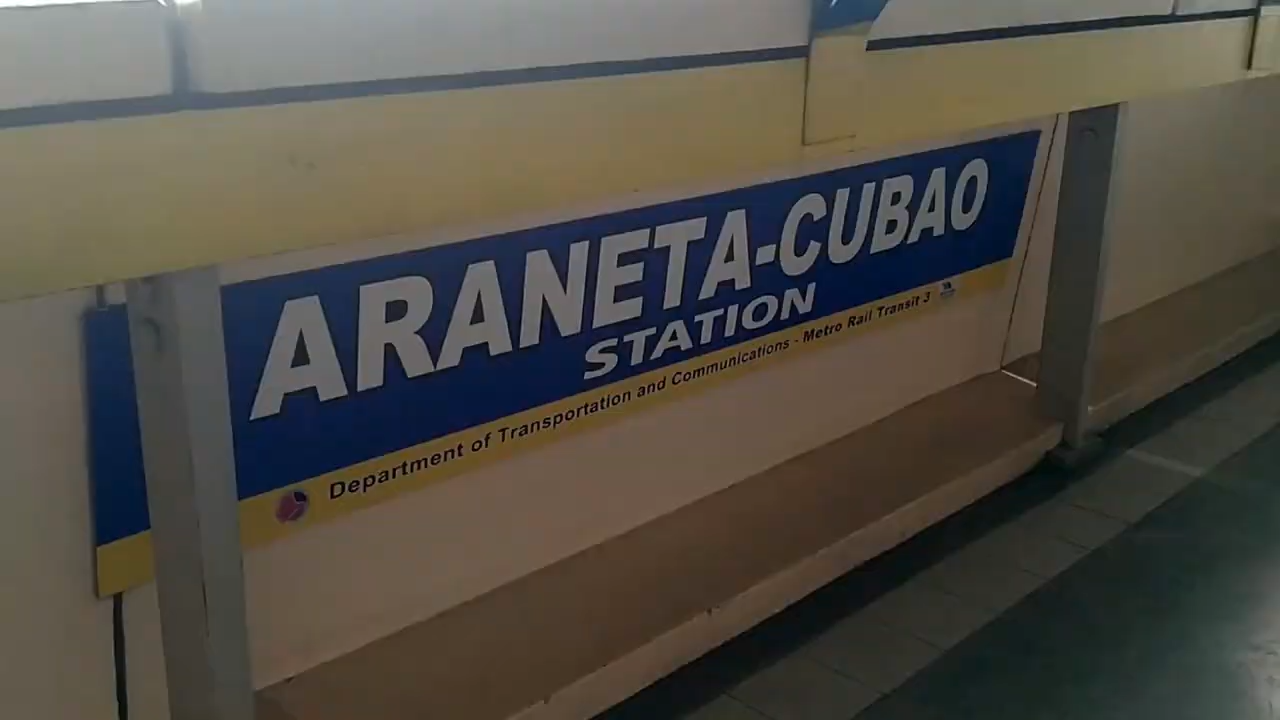 ARANETA-CUBAO
STATION
Department of Transportation and Communications - Metro Rail Transit 3